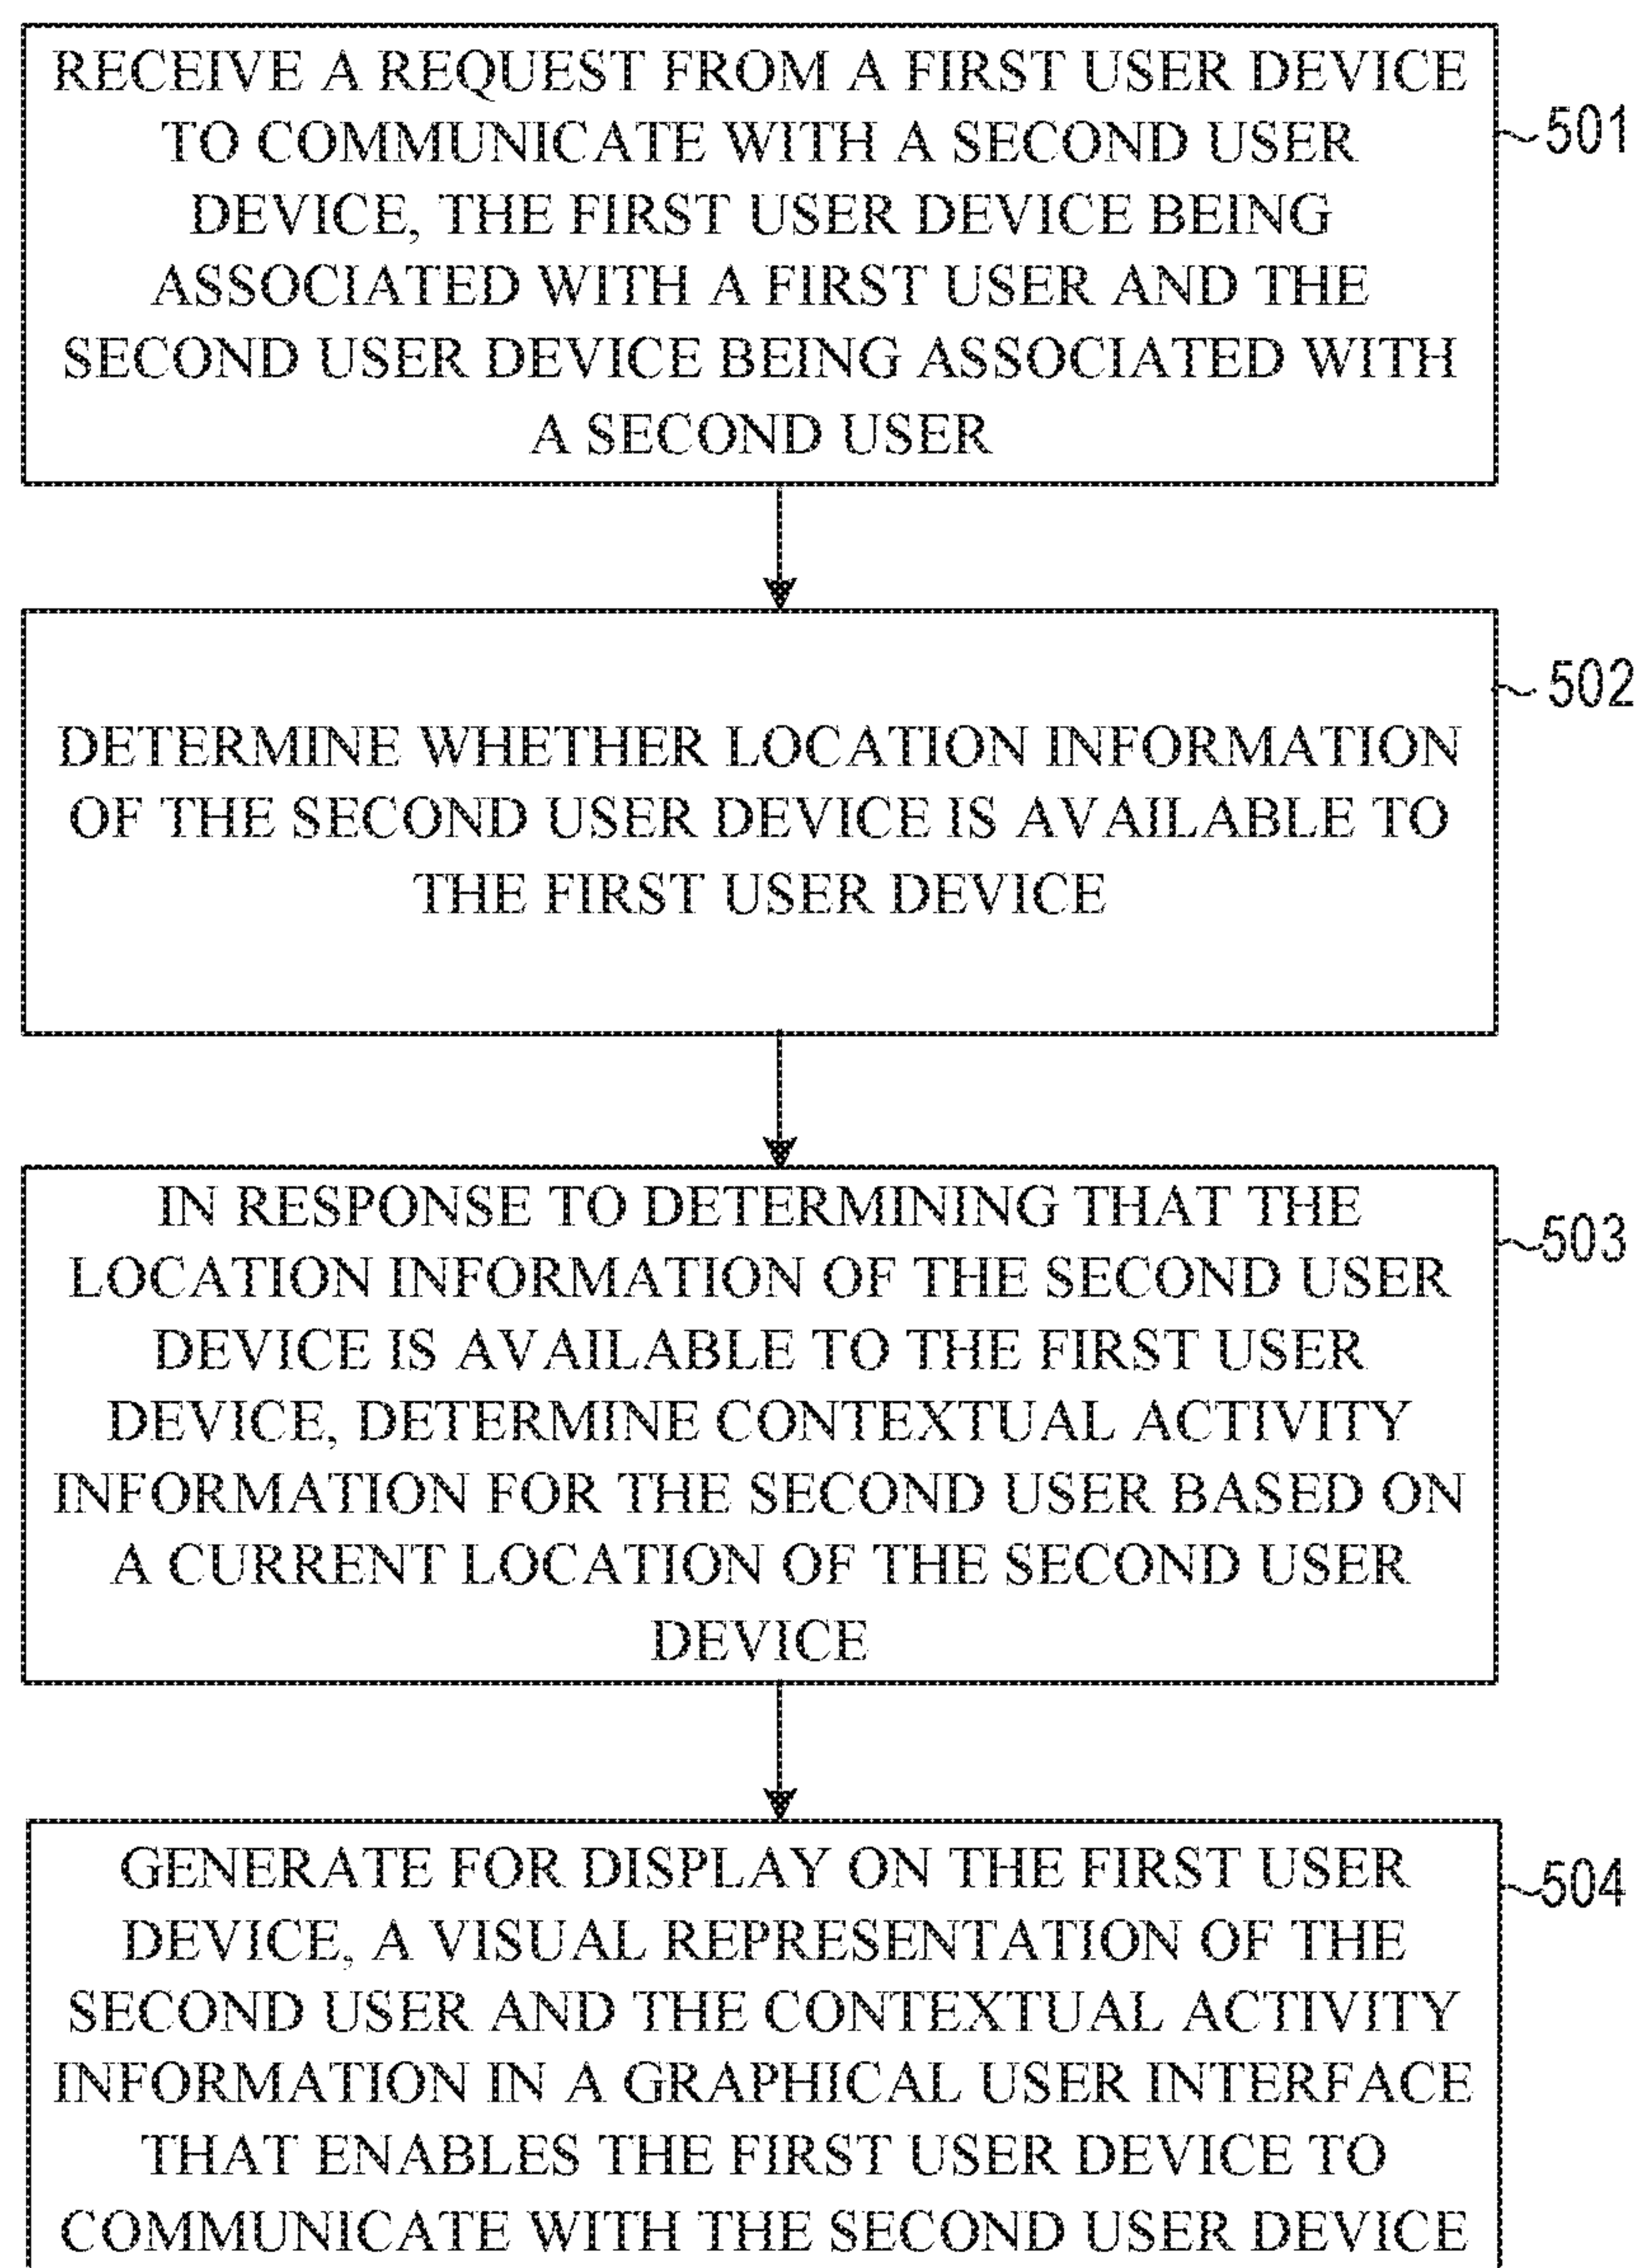 RECEIVE A REQUEST FROM A FIRST USER DEVICE
TO COMMUNICATE WITH A SECOND USER
DEVICE, THE FIRST USER DEVICE BEING
ASSOCIATED WITH A FIRST USER AND THE
SECOND USER DEVICE BEING ASSOCIATED WITH
A SECOND USER
501
DETERMINE WHETHER LOCATION INFORMATION
OF THE SECOND USER DEVICE IS AVAILABLE TO
THE FIRST USER DEVICE
502
IN RESPONSE TO DETERMINING THAT THE
LOCATION INFORMATION OF THE SECOND USER
DEVICE IS AVAILABLE TO THE FIRST USER
DEVICE, DETERMINE CONTEXTUAL ACTIVITY
INFORMATION FOR THE SECOND USER BASED ON
A CURRENT LOCATION OF THE SECOND USER
DEVICE
503
GENERATE FOR DISPLAY ON THE FIRST USER
DEVICE, A VISUAL REPRESENTATION OF THE
SECOND USER AND THE CONTEXTUAL ACTIVITY
INFORMATION IN A GRAPHICAL USER INTERFACE
THAT ENABLES THE FIRST USER DEVICE TO
COMMUNICATE WITH THE SECOND USER DEVICE
504